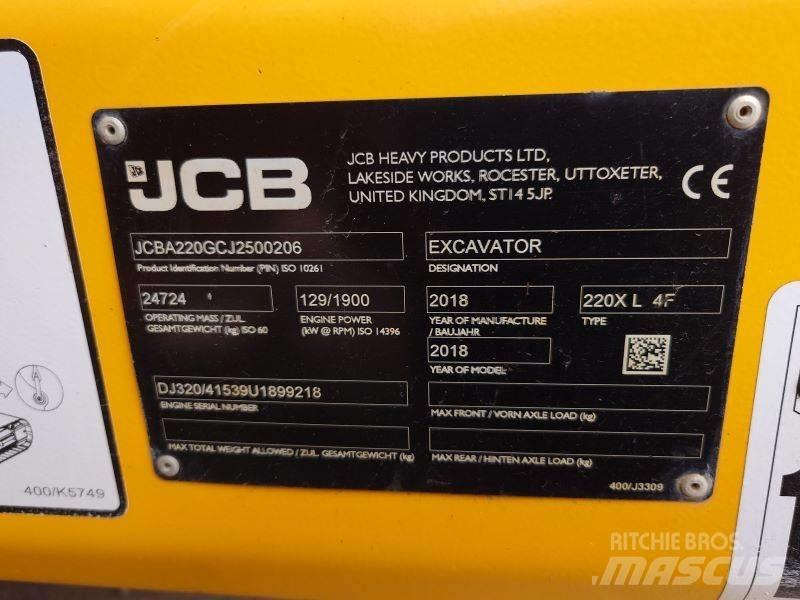 JCB
JCB HEAVY PRODUCTS LTD,
LAKESIDE WORKS, ROCESTER, UTTOXETER,
UNITED KINGDOM, ST14 5JP.
CE
JCBA220GCJ2500206
Product Identification Number (PIN) ISO 10261
EXCAVATOR
DESIGNATION
24724
OPERATING MASS / ZUL
GESAMTGEWICHT (kg) ISO 60
129/1900
ENGINE POWER
(kW @ RPM) ISO 14396
2018
YEAR OF MANUFACTURE
/ BAUJAHR
220X L 4F
TYPE
2018
YEAR OF MODEL
DJ320/41539U1899218
ENGINE SERIAL NUMBER
MAX FRONT / VORN AXLE LOAD (kg)
MAX TOTAL WEIGHT ALLOWED / ZUL. GESAMTGEWICHT (kg)
MAX REAR / HINTEN AXLE LOAD (kg)
400/J3309
400/K5749
RITCHIE BROS.
MASCUS